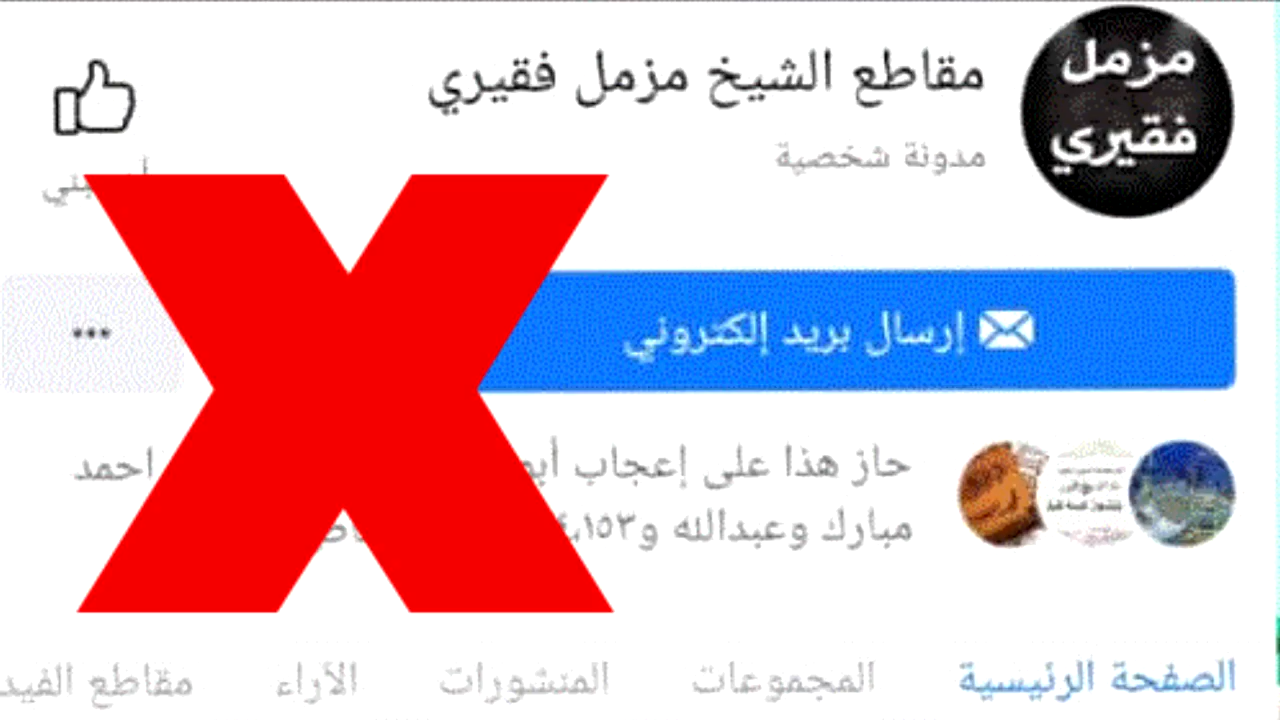 مزمل
فقيري
مقاطع الشيخ مزمل فقيري
مدونة شخصية
إرسال بريد إلكتروني
حاز هذا على إعجاب احمد
مبارك وعبدالله
الصفحة الرئيسية المجموعات المنشورات الآراء مقاطع